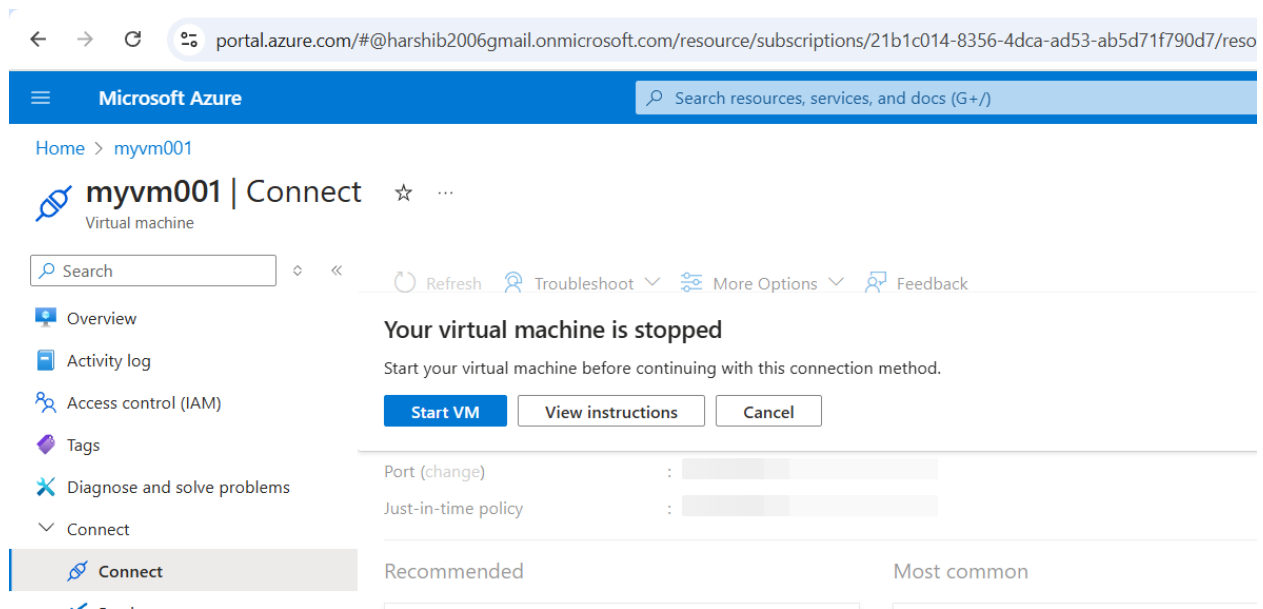 portal.azure.com/#@harshib2006gmail.onmicrosoft.com/resource/subscriptions/21b1c014-8356-4dca-ad53-ab5d71f790d7/reso
Microsoft Azure
Search resources, services, and docs (G+/)
Home > myvm001
myvm001 | Connect
Virtual machine
Search
Refresh Troubleshoot More Options Feedback
Overview
Activity log
Access control (IAM)
Tags
Diagnose and solve problems
Connect
Connect
Your virtual machine is stopped
Start your virtual machine before continuing with this connection method.
Start VM View instructions Cancel
Port (change) :
Just-in-time policy :
Recommended Most common